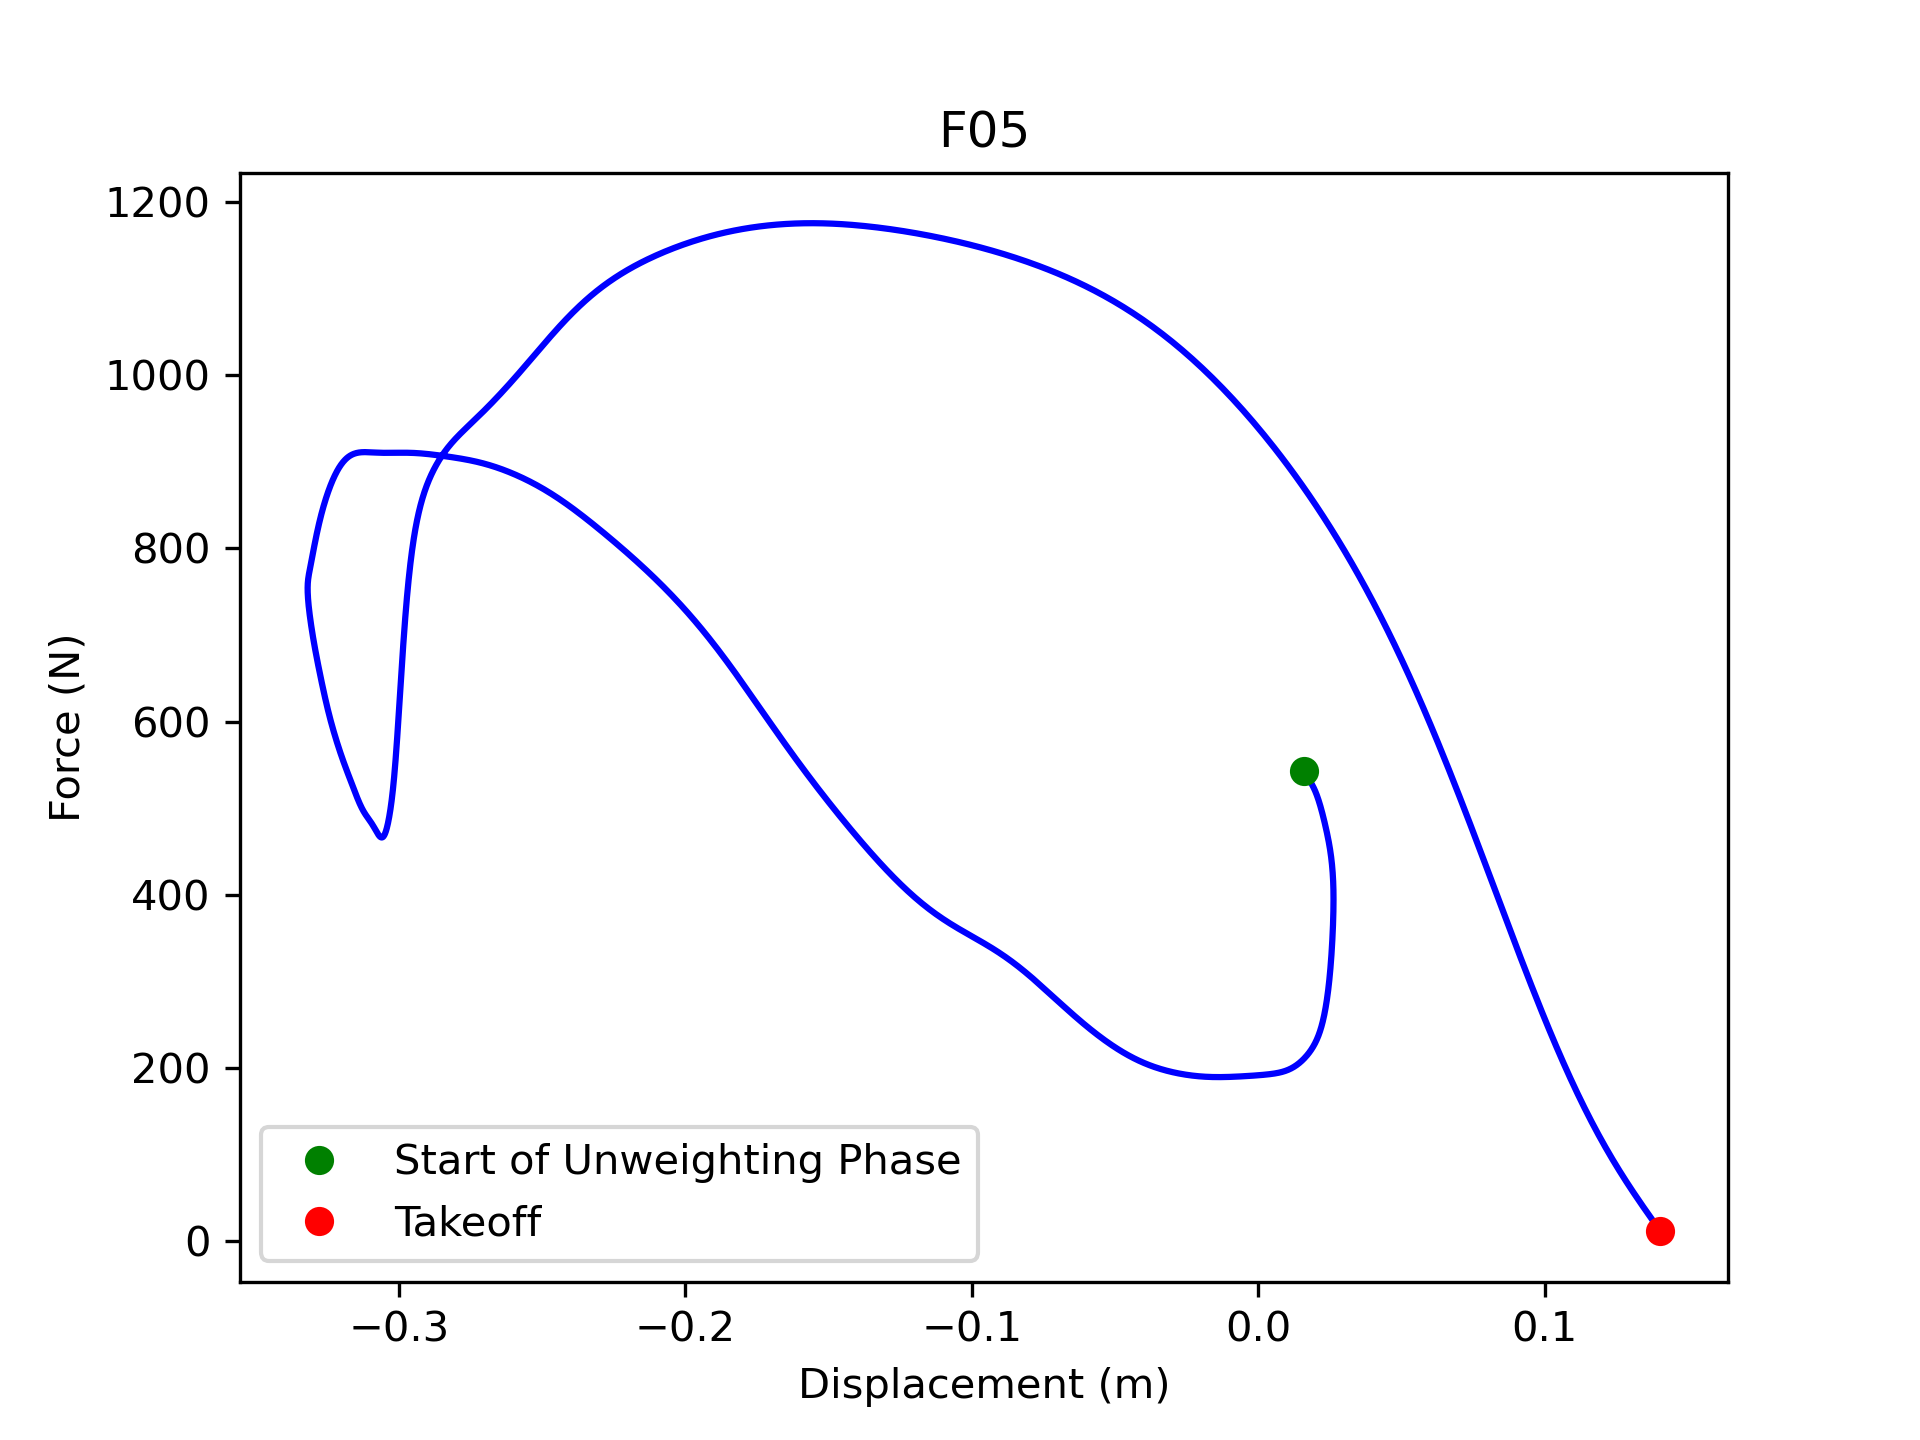 F05
1200
1000
800
600
400
200
0
Force (N)
Start of Unweighting Phase
Takeoff
−0.3 −0.2 −0.1 0.0 0.1
Displacement (m)